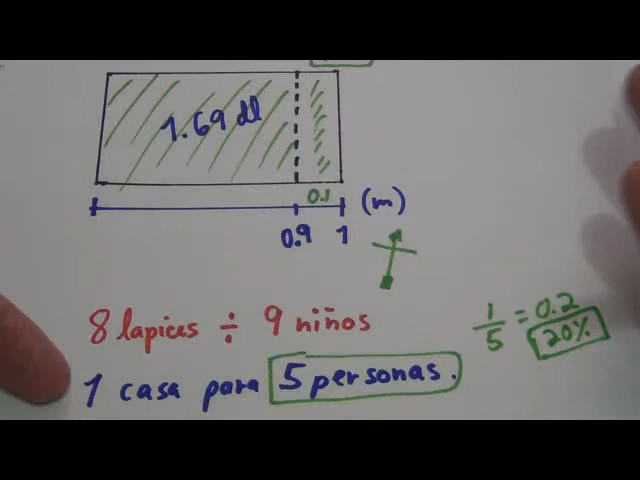 1.69 dl
0.1
(m)
0.9 1
8 lapices ÷ 9 niños
1/5 = 0.2
20%
1 casa para 5 personas.